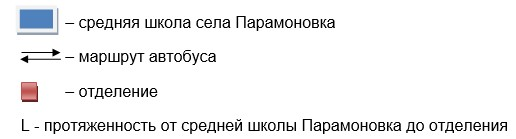 – средняя школа села Парамоновка
– маршрут автобуса
– отделение
L - протяженность от средней школы Парамоновка до отделения